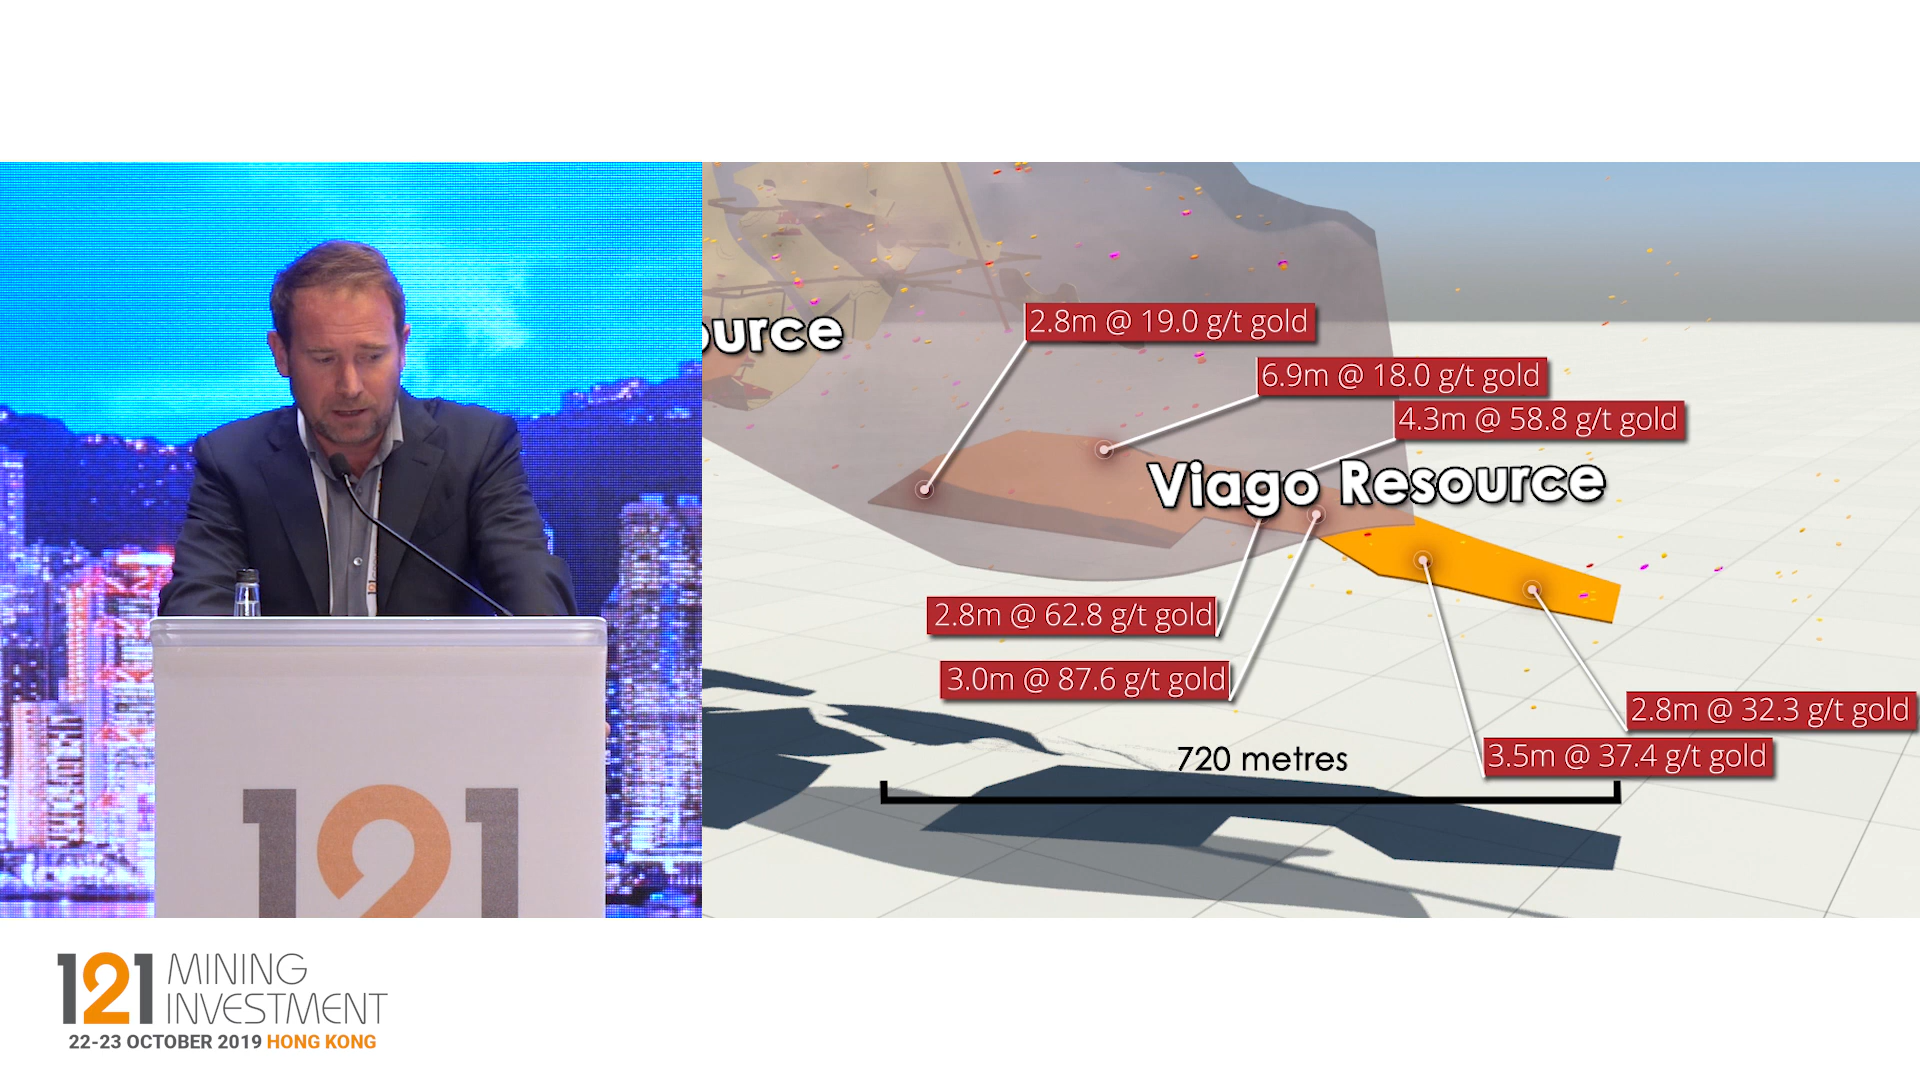 ource
2.8m @ 19.0 g/t gold
6.9m @ 18.0 g/t gold
4.3m @ 58.8 g/t gold
Viago Resource
2.8m @ 62.8 g/t gold
3.0m @ 87.6 g/t gold
2.8m @ 32.3 g/t gold
3.5m @ 37.4 g/t gold
720 metres
121
121 MINING
INVESTMENT
22-23 OCTOBER 2019 HONG KONG